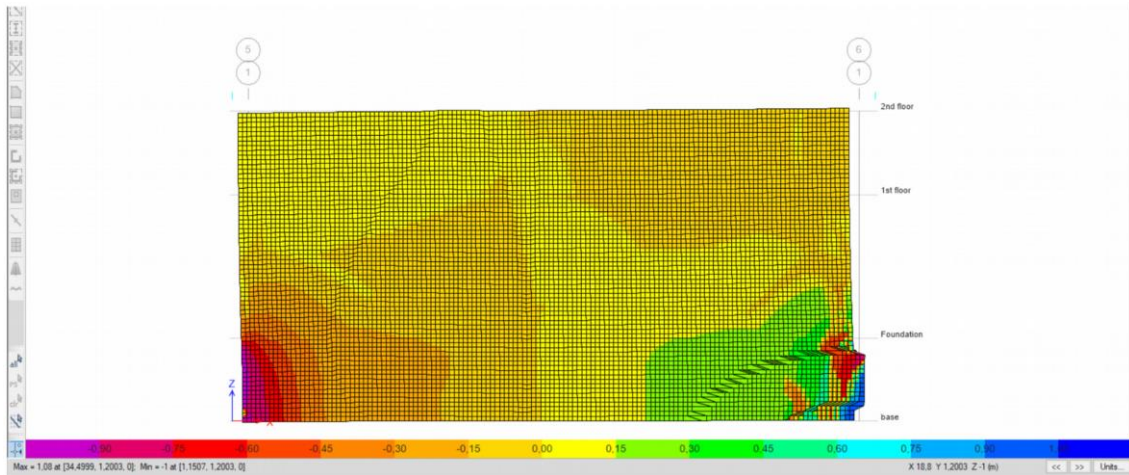 5
6
1
1
2nd floor
1st floor
Foundation
Z
X
base
-0,90 -0,75 -0,60 -0,45 -0,30 -0,15 0,00 0,15 0,30 0,45 0,60 0,75 0,90
Max = 1.08 at [34,4999, 1,2003, 0]; Min = -1 at [1.1507, 1,2003, 0]
X 18,8 Y 1,2003 Z -1 (m)
<< >> Units...